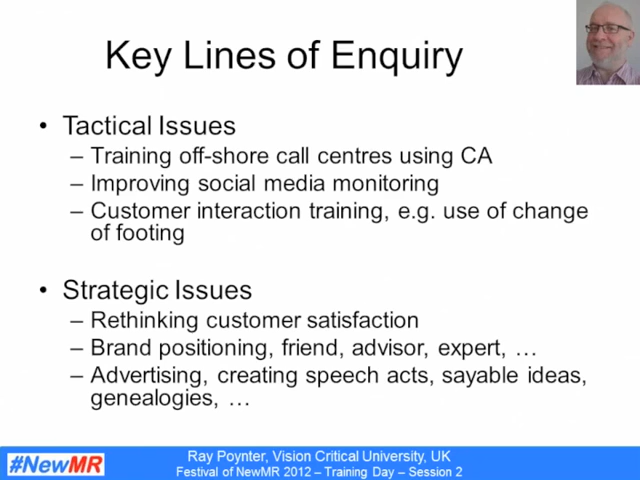 Key Lines of Enquiry
• Tactical Issues
– Training off-shore call centres using CA
– Improving social media monitoring
– Customer interaction training, e.g. use of change
of footing
• Strategic Issues
– Rethinking customer satisfaction
– Brand positioning, friend, advisor, expert, …
– Advertising, creating speech acts, sayable ideas,
genealogies, …
#NewMR
Ray Poynter, Vision Critical University, UK
Festival of NewMR 2012 – Training Day – Session 2